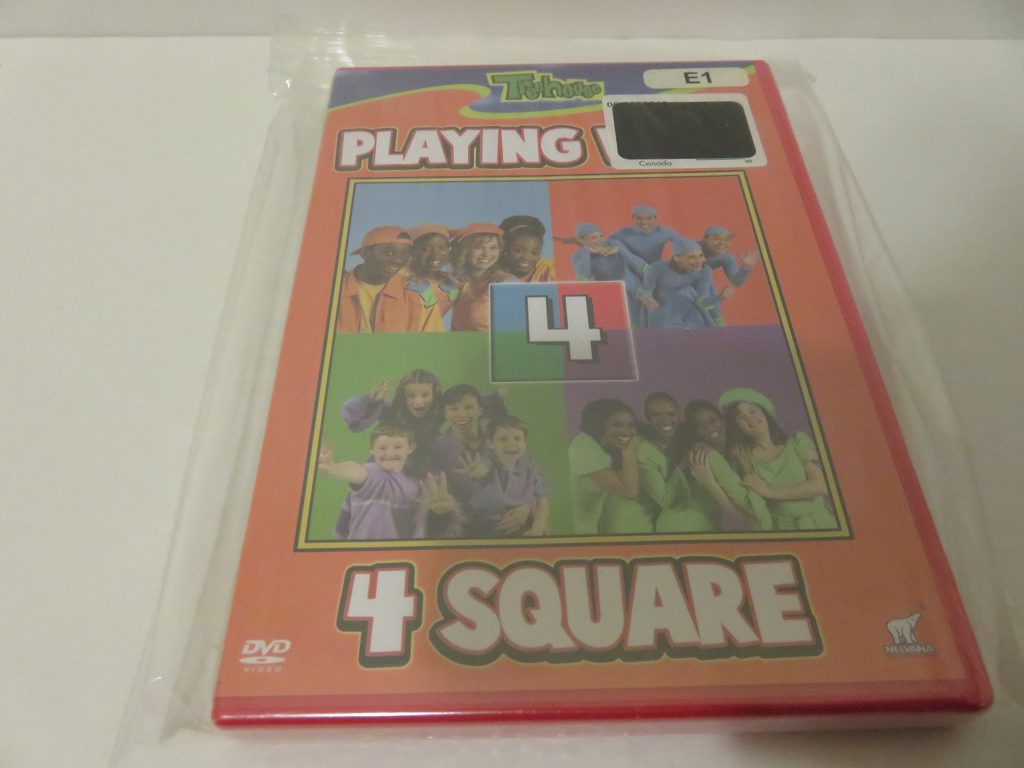 Treehouse
E1
PLAYING
Canada
4
4 SQUARE
DVD
VIDEO
NELVANA